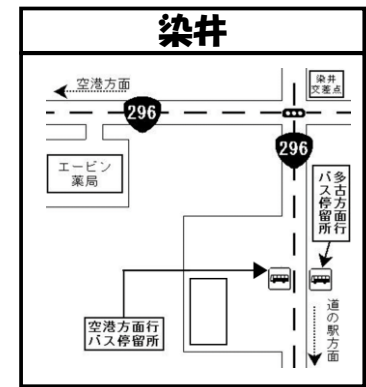 染井
空港方面
染井
交差点
296
296
エービン
薬局
多古方面行
バス停留所
空港方面行
バス停留所
道の駅方面